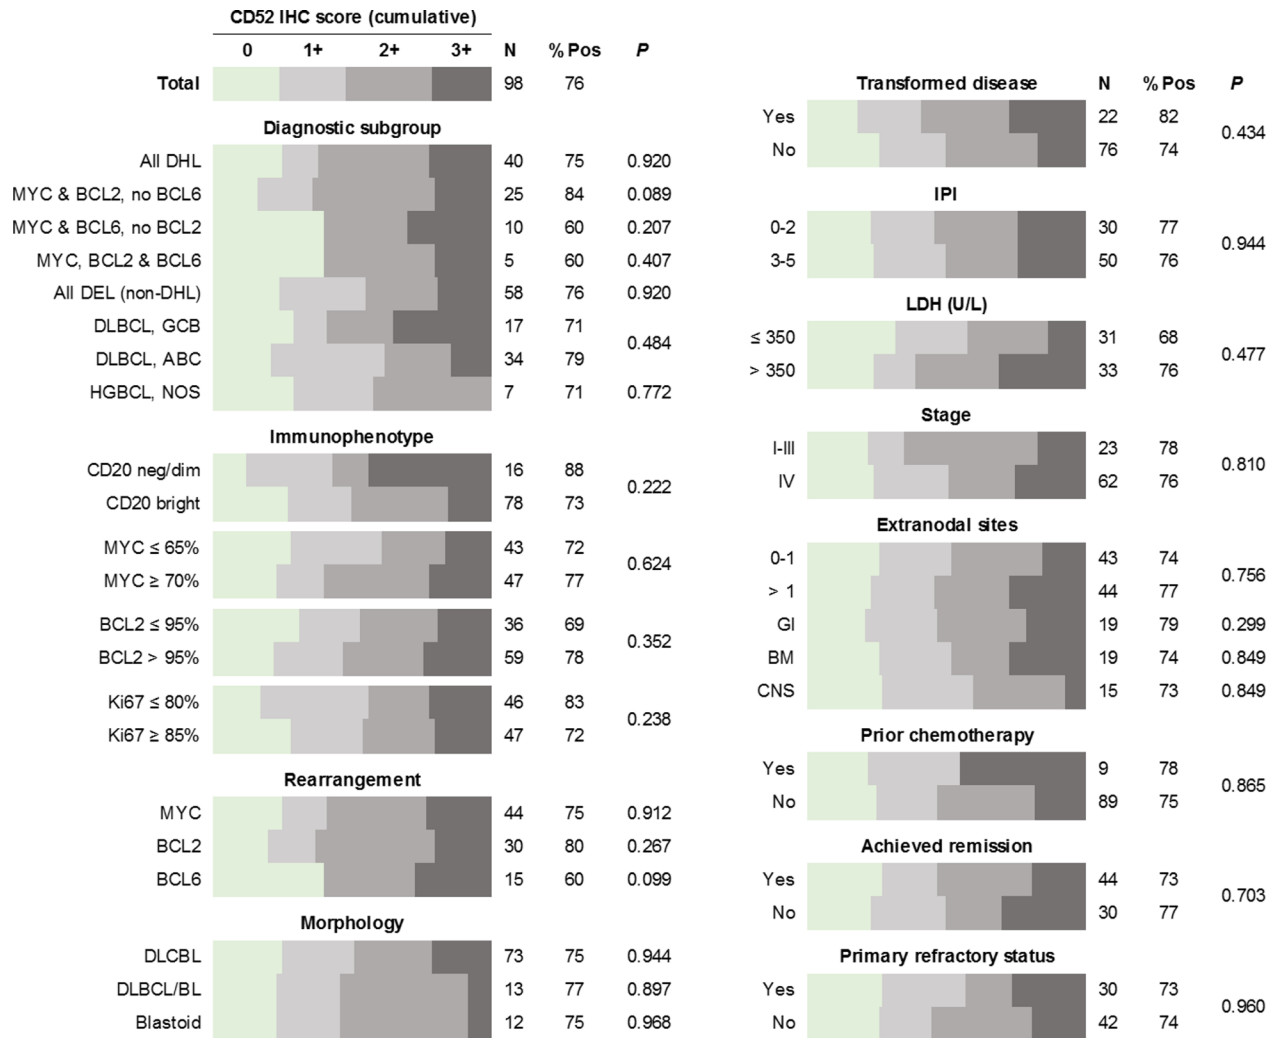 CD52 IHC score (cumulative)
0 1+ 2+ 3+ N % Pos P
Total 98 76
Diagnostic subgroup
All DHL 40 75 0.920
MYC & BCL2, no BCL6 25 84 0.089
MYC & BCL6, no BCL2 10 60 0.207
MYC, BCL2 & BCL6 5 60 0.407
All DEL (non-DHL) 58 76 0.920
DLBCL, GCB 17 71
0.484
DLBCL, ABC 34 79
HGBCL, NOS 7 71 0.772
Immunophenotype
CD20 neg/dim 16 88
0.222
CD20 bright 78 73
MYC ≤ 65% 43 72
0.624
MYC ≥ 70% 47 77
BCL2 ≤ 95% 36 69
0.352
BCL2 > 95% 59 78
Ki67 ≤ 80% 46 83
0.238
Ki67 ≥ 85% 47 72
Rearrangement
MYC 44 75 0.912
BCL2 30 80 0.267
BCL6 15 60 0.099
Morphology
DLCBL 73 75 0.944
DLBCL/BL 13 77 0.897
Blastoid 12 75 0.968
Transformed disease N % Pos P
Yes 22 82
0.434
No 76 74
IPI
0-2 30 77
0.944
3-5 50 76
LDH (U/L)
≤ 350 31 68
0.477
> 350 33 76
Stage
I-III 23 78
0.810
IV 62 76
Extranodal sites
0-1 43 74
0.756
> 1 44 77
GI 19 79 0.299
BM 19 74 0.849
CNS 15 73 0.849
Prior chemotherapy
Yes 9 78
0.865
No 89 75
Achieved remission
Yes 44 73
0.703
No 30 77
Primary refractory status
Yes 30 73
0.960
No 42 74